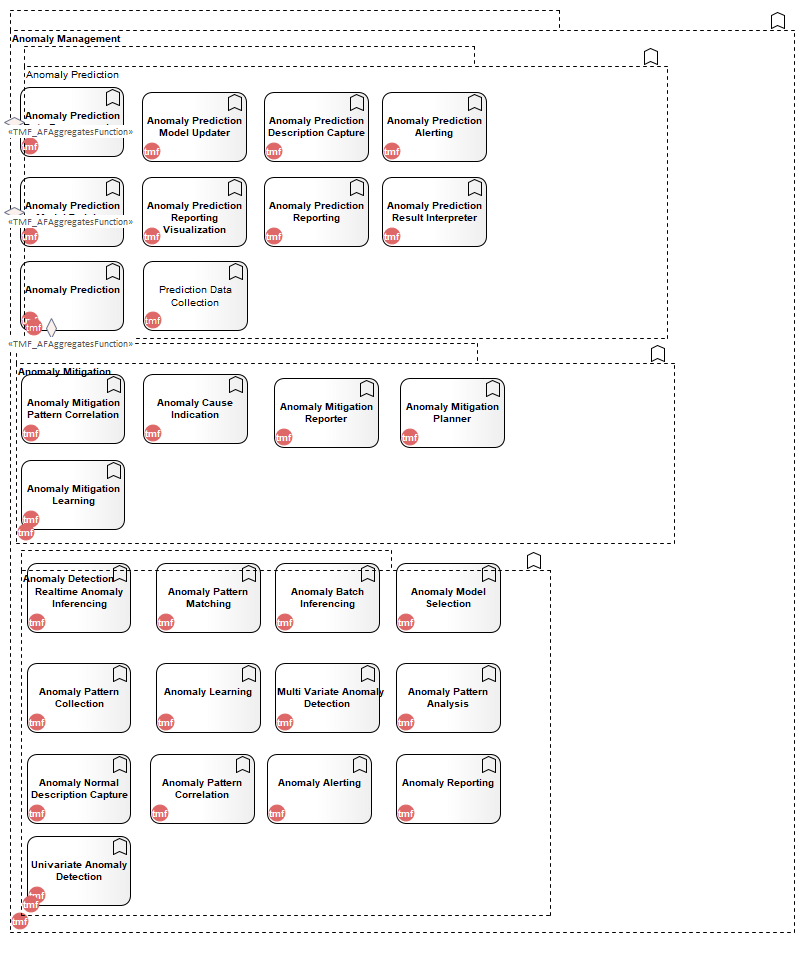 Anomaly Management
Anomaly Prediction
Anomaly Prediction
«TMF_AFAggregatesFunction»
tmf
Anomaly Prediction
Model Updater
tmf
Anomaly Prediction
Description Capture
tmf
Anomaly Prediction
Alerting
tmf
Anomaly Prediction
«TMF_AFAggregatesFunction»
tmf
Anomaly Prediction
Reporting
Visualization
tmf
Anomaly Prediction
Reporting
tmf
Anomaly Prediction
Result Interpreter
tmf
Anomaly Prediction
tmf
tmf
Prediction Data
Collection
tmf
«TMF_AFAggregatesFunction»
Anomaly Mitigation
Anomaly Mitigation
Pattern Correlation
tmf
Anomaly Cause
Indication
tmf
Anomaly Mitigation
Reporter
tmf
Anomaly Mitigation
Planner
tmf
Anomaly Mitigation
Learning
tmf
tmf
Anomaly Detection
Realtime Anomaly
Inferencing
tmf
Anomaly Pattern
Matching
tmf
Anomaly Batch
Inferencing
tmf
Anomaly Model
Selection
tmf
Anomaly Pattern
Collection
tmf
Anomaly Learning
tmf
Multi Variate Anomaly
Detection
tmf
Anomaly Pattern
Analysis
tmf
Anomaly Normal
Description Capture
tmf
Anomaly Pattern
Correlation
tmf
Anomaly Alerting
tmf
Anomaly Reporting
tmf
Univariate Anomaly
Detection
tmf
tmf
tmf